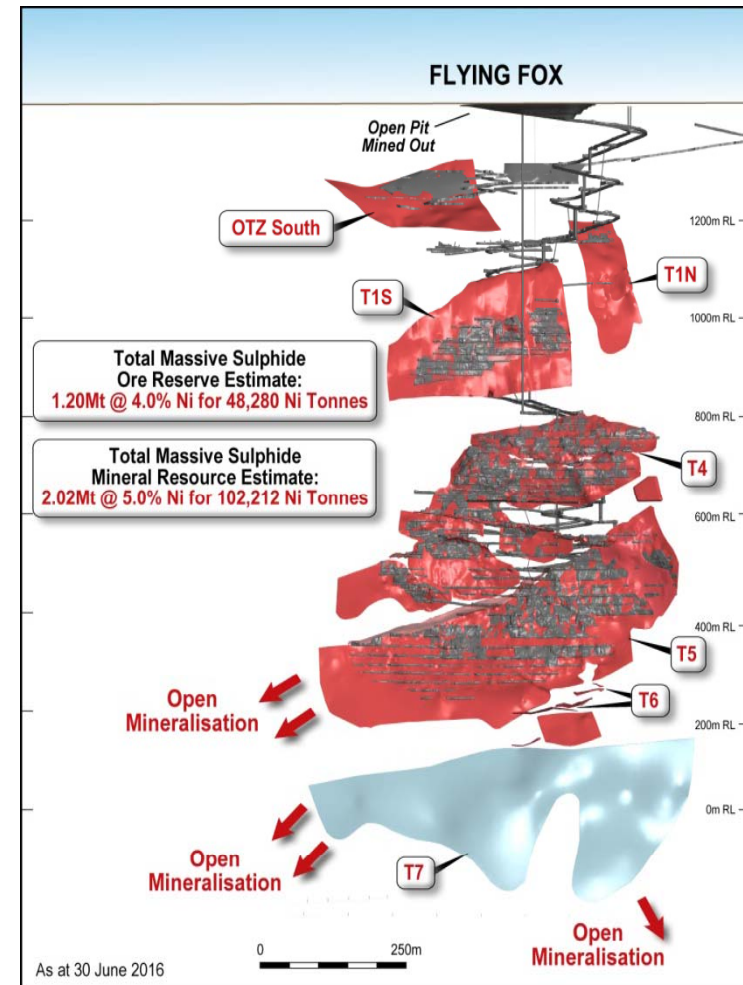 FLYING FOX
Open Pit
Mined Out
1200m RL
OTZ South
T1N
T1S
1000m RL
Total Massive Sulphide
Ore Reserve Estimate:
1.20Mt @ 4.0% Ni for 48,280 Ni Tonnes
800m RL
Total Massive Sulphide
Mineral Resource Estimate:
2.02Mt @ 5.0% Ni for 102,212 Ni Tonnes
T4
600m RL
400m RL
T5
Open
Mineralisation
T6
200m RL
0m RL
Open
Mineralisation
T7
Open
Mineralisation
As at 30 June 2016
0
250m